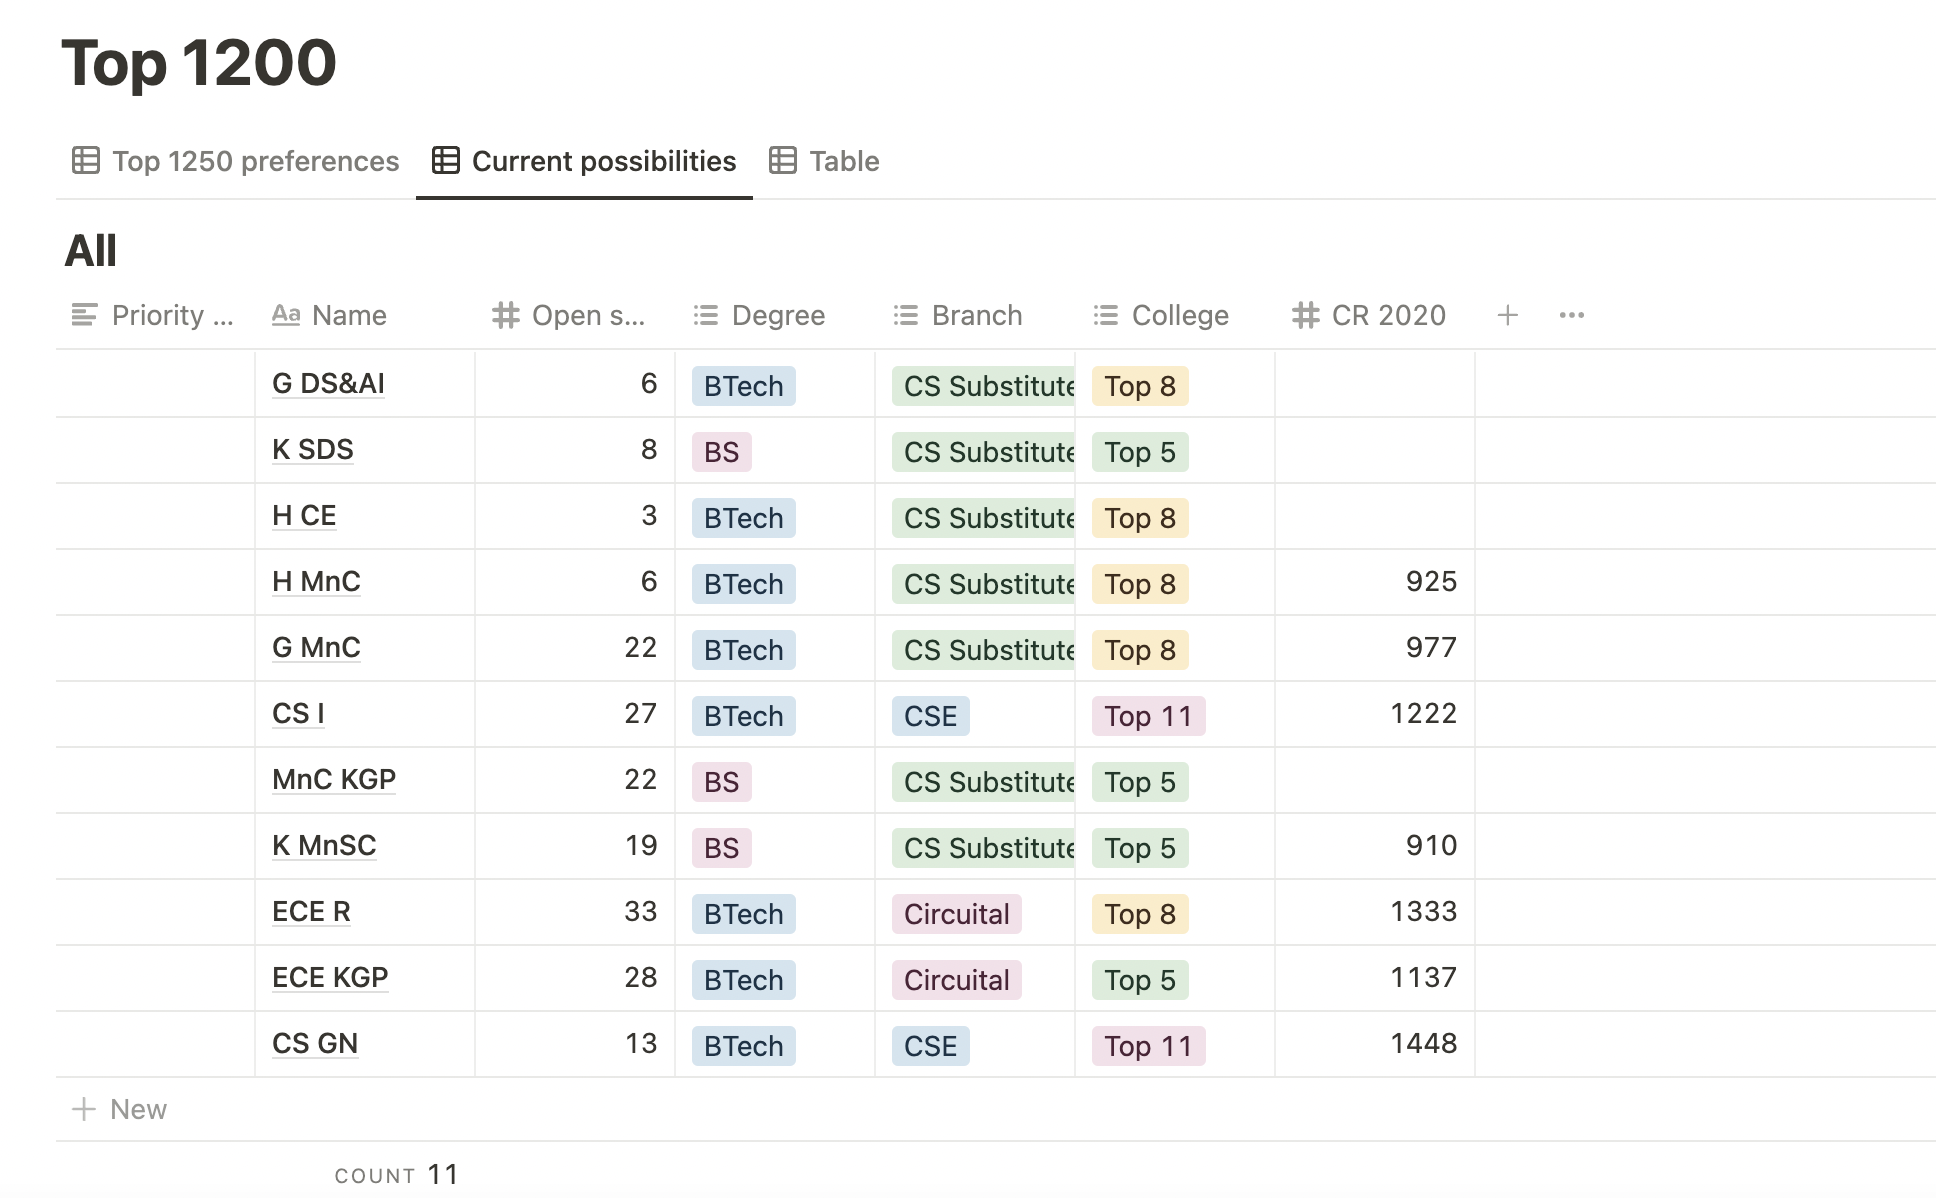 Top 1200
Top 1250 preferences Current possibilities Table
All
Priority ... Aa Name # Open s... Degree Branch College # CR 2020 + ...
G DS&AI 6 BTech CS Substitute Top 8
K SDS 8 BS CS Substitute Top 5
H CE 3 BTech CS Substitute Top 8
H MnC 6 BTech CS Substitute Top 8 925
G MnC 22 BTech CS Substitute Top 8 977
CS I 27 BTech CSE Top 11 1222
MnC KGP 22 BS CS Substitute Top 5
K MnSC 19 BS CS Substitute Top 5 910
ECE R 33 BTech Circuital Top 8 1333
ECE KGP 28 BTech Circuital Top 5 1137
CS GN 13 BTech CSE Top 11 1448
+ New
COUNT 11